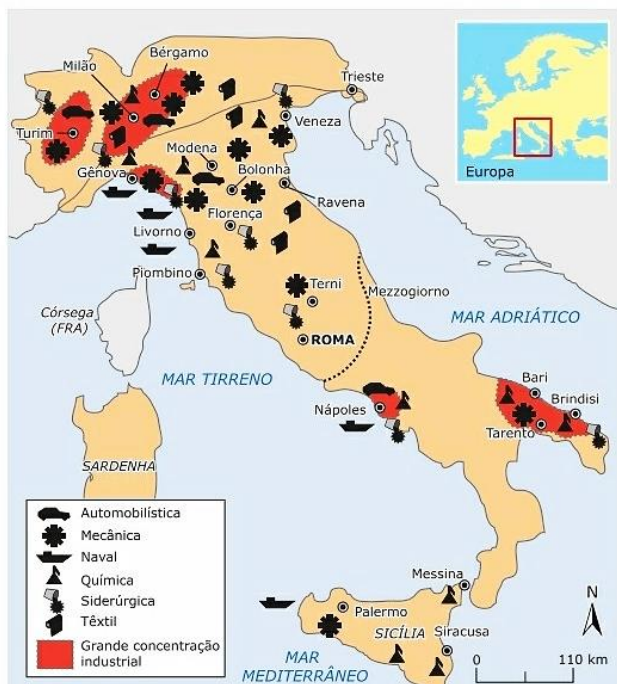 Bérgamo
Milão
Trieste
Turim
Veneza
Modena
Gênova
Bolonha
Ravena
Florença
Livorno
Piombino
Terni
Mezzogiorno
Córsega
(FRA)
ROMA
MAR ADRIÁTICO
MAR TIRRENO
Nápoles
Bari
Brindisi
Tarento
SARDENHA
Messina
Palermo
SICÍLIA
Siracusa
MAR
MEDITERRÂNEO
Europa
Automobilística
Mecânica
Naval
Química
Siderúrgica
Têxtil
Grande concentração
industrial
N
0 110 km